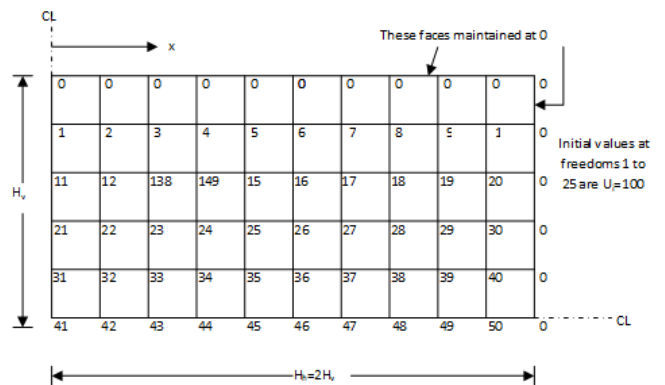 CL
x
These faces maintained at 0
0 0 0 0 0 0 0 0 0 0 0
1 2 3 4 5 6 7 8 9 1 0
Initial values at
freedoms 1 to
25 are Uᵢ=100
Hᵥ
11 12 138 149 15 16 17 18 19 20 0
21 22 23 24 25 26 27 28 29 30 0
31 32 33 34 35 36 37 38 39 40 0
41 42 43 44 45 46 47 48 49 50 0
CL
Hₕ=2Hᵥ